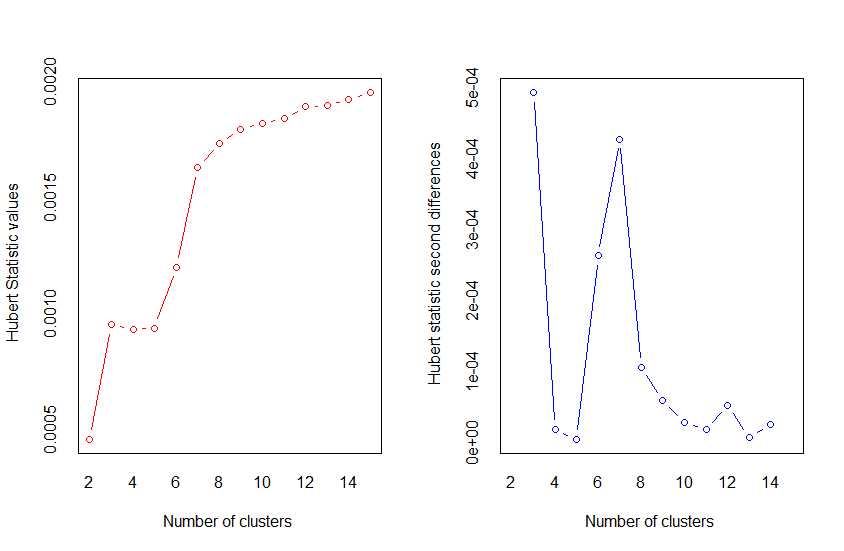 Hubert Statistic values
0.0020
0.0015
0.0010
0.0005
2 4 6 8 10 12 14
Number of clusters
Hubert statistic second differences
5e-04
4e-04
3e-04
2e-04
1e-04
0e+00
2 4 6 8 10 12 14
Number of clusters